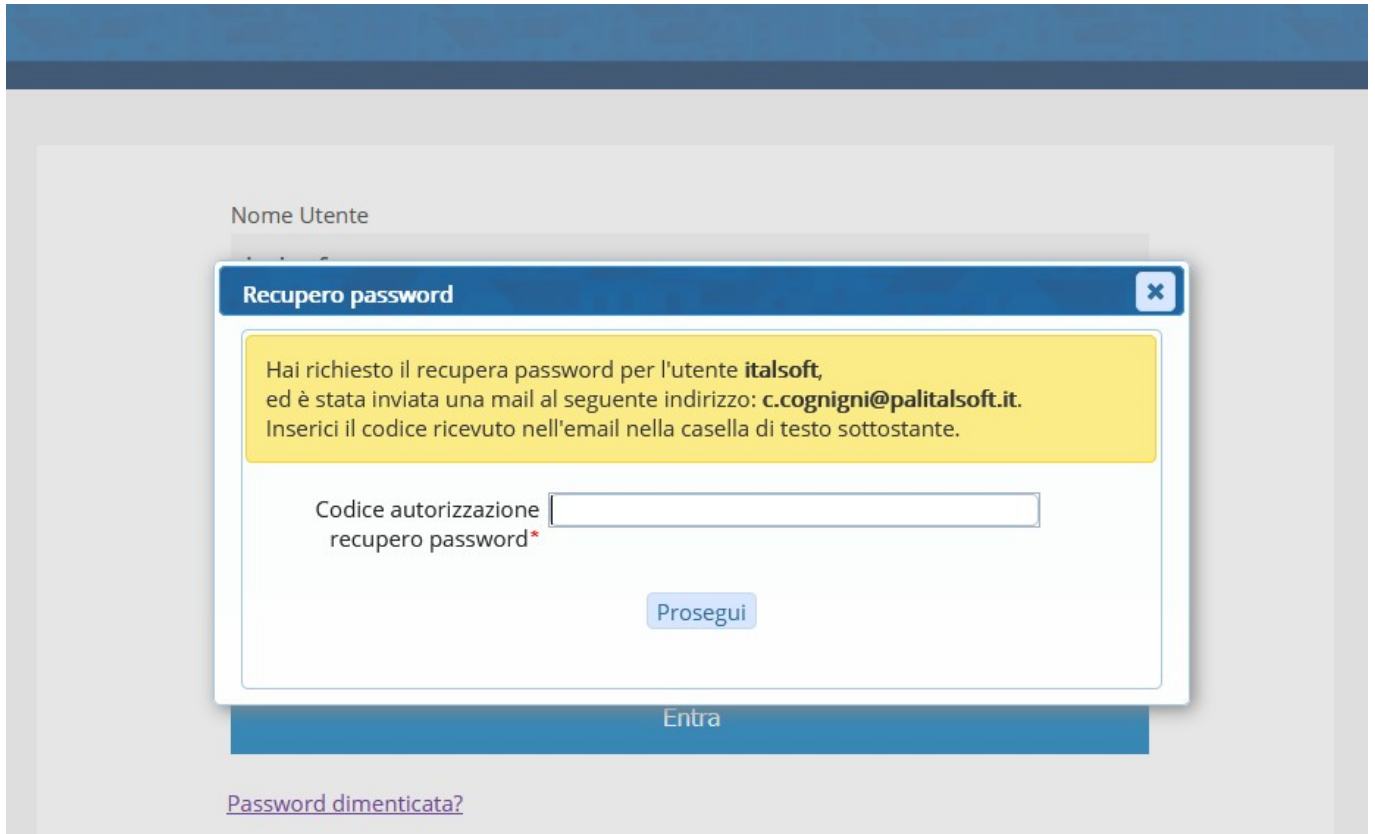 Nome Utente
Recupero password
Hai richiesto il recupera password per l'utente italsoft,
ed è stata inviata una mail al seguente indirizzo: c.cognigni@palitalsoft.it.
Inserici il codice ricevuto nell'email nella casella di testo sottostante.
Codice autorizzazione
recupero password*
Prosegui
Entra
Password dimenticata?